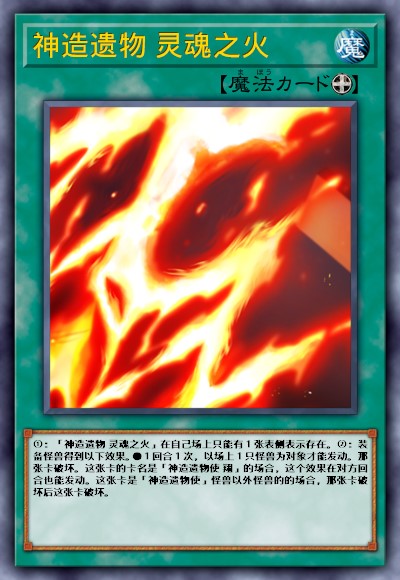 神造遗物 灵魂之火
魔
【魔法カード】
まほう
①：「神造遗物 灵魂之火」在自己场上只能有1张表侧表示存在。②：装
备怪兽得到以下效果。●1回合1次，以场上1只怪兽为对象才能发动。那
张卡破坏。这张卡的卡名是「神造遗物使 瑚」的场合，这个效果在对方回
合也能发动。这张卡是「神造遗物使」怪兽以外怪兽的的场合，那张卡破
坏后这张卡破坏。